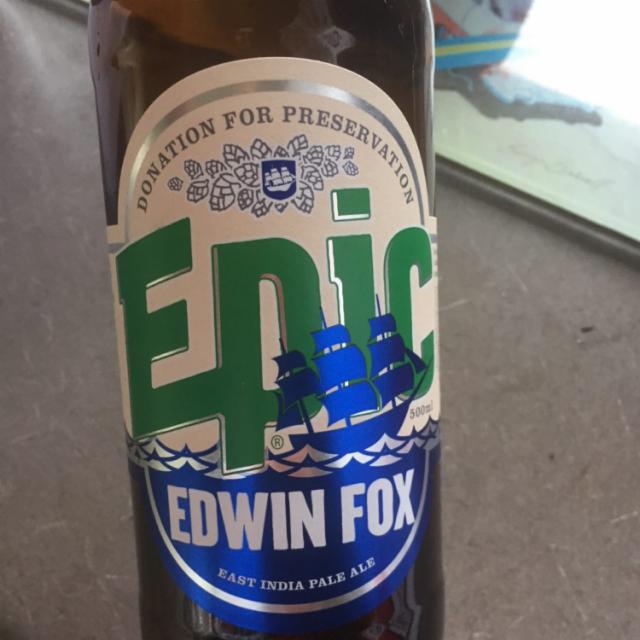 DONATION FOR PRESERVATION
Epic
500ml
®
EDWIN FOX
EAST INDIA PALE ALE